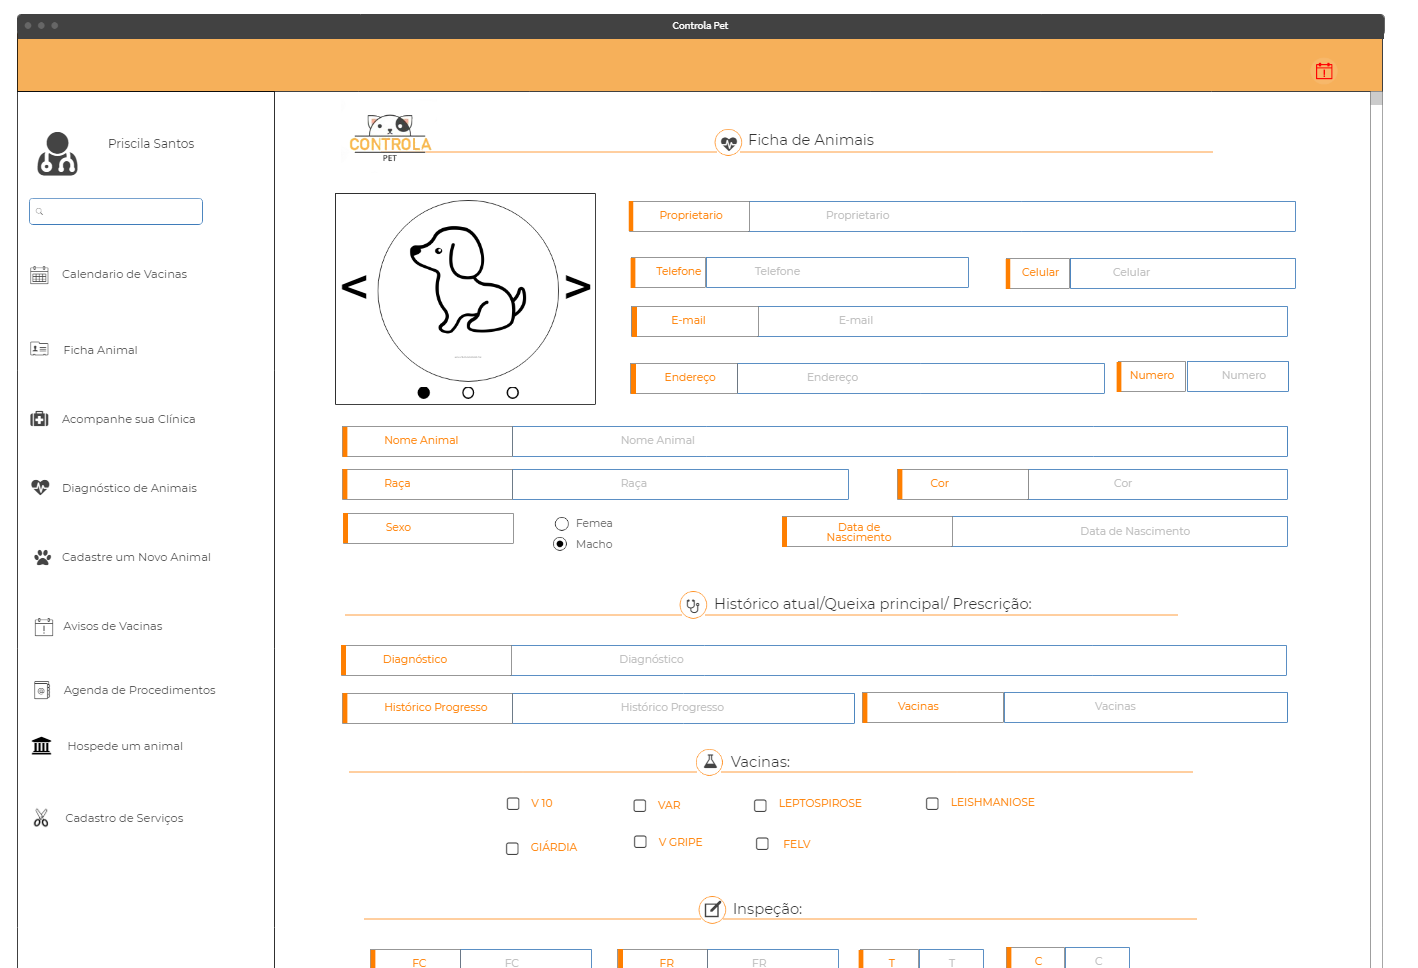 Controla Pet
Priscila Santos
Calendario de Vacinas
Ficha Animal
Acompanhe sua Clínica
Diagnóstico de Animais
Cadastre um Novo Animal
Avisos de Vacinas
Agenda de Procedimentos
Hospede um animal
Cadastro de Serviços
CONTROLA
PET
Ficha de Animais
< >
Proprietario Proprietario
Telefone Telefone Celular Celular
E-mail E-mail
Endereço Endereço Numero Numero
Nome Animal Nome Animal
Raça Raça Cor Cor
Sexo Femea
Macho
Data de
Nascimento
Data de Nascimento
Histórico atual/Queixa principal/ Prescrição:
Diagnóstico Diagnóstico
Histórico Progresso Histórico Progresso Vacinas Vacinas
Vacinas:
V 10 VAR LEPTOSPIROSE LEISHMANIOSE
GIÁRDIA V GRIPE FELV
Inspeção:
FC FC FR FR T T C C